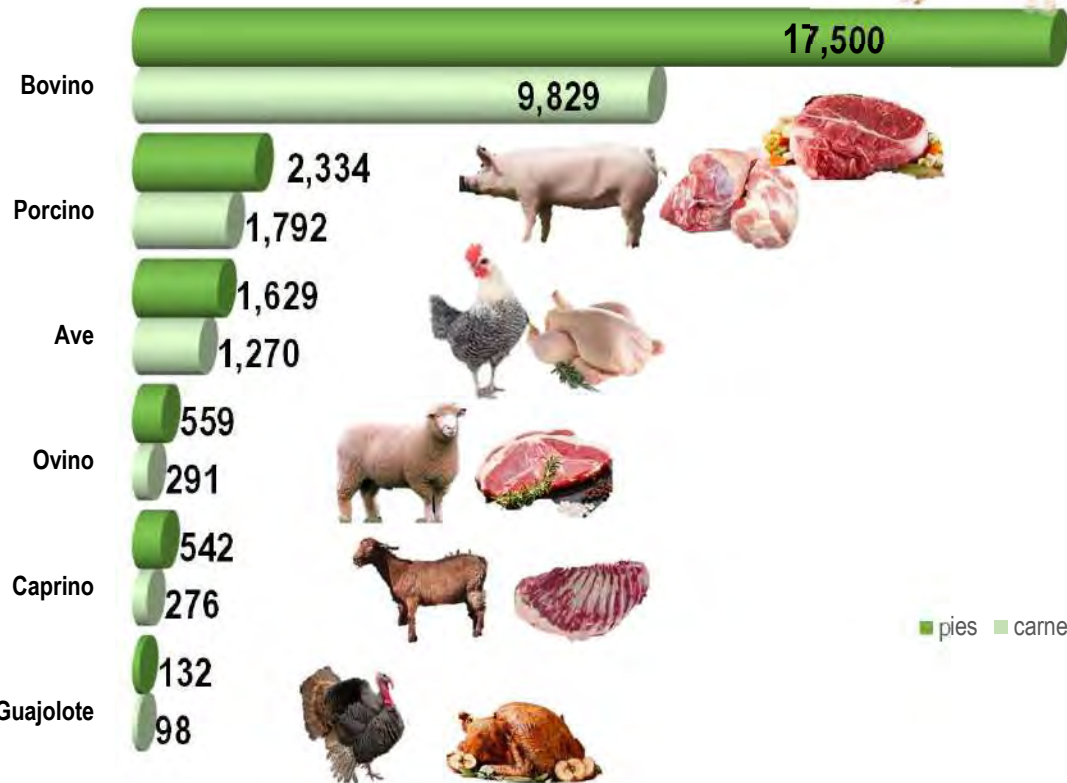 17,500
Bovino
9,829
2,334
Porcino
1,792
1,629
Ave
1,270
559
Ovino
291
542
Caprino
276
pies carne
132
Guajolote
98